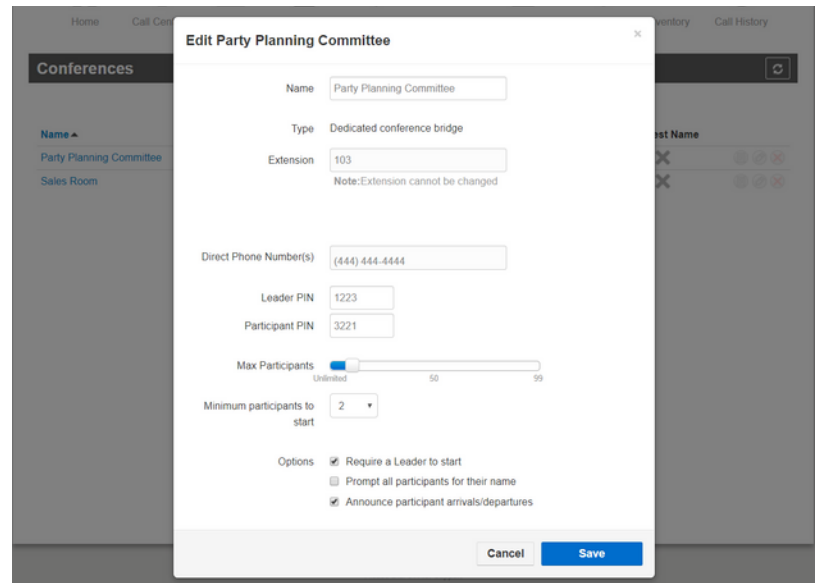 Home Call Cen ventory Call History
Edit Party Planning Committee ×
Conferences
Name Party Planning Committee
Type Dedicated conference bridge
Name est Name
Party Planning Committee
Extension 103
Note:Extension cannot be changed
Sales Room
Direct Phone Number(s) (444) 444-4444
Leader PIN 1223
Participant PIN 3221
Max Participants
Unlimited 50 99
Minimum participants to 2
start
Options Require a Leader to start
Prompt all participants for their name
Announce participant arrivals/departures
Cancel Save